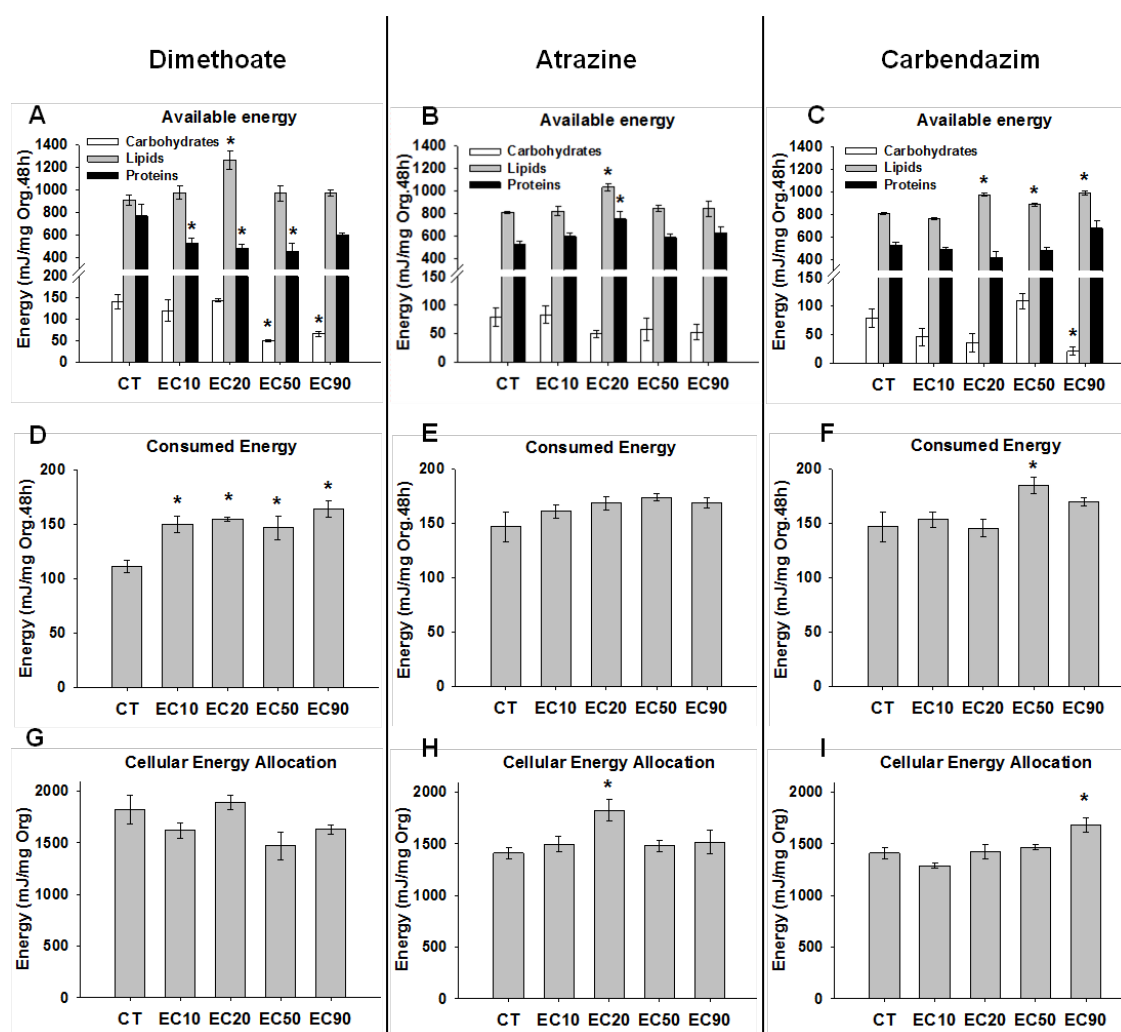 Dimethoate
Atrazine
Carbendazim
A
Available energy
Carbohydrates
Lipids
Proteins
Energy (mJ/mg Org.48h)
1400
1200
1000
800
600
400
200
150
100
50
0
* * * * * * *
CT EC10 EC20 EC50 EC90
B
Available energy
Carbohydrates
Lipids
Proteins
Energy (mJ/mg Org.48h)
1400
1200
1000
800
600
400
150
100
50
0
* *
CT EC10 EC20 EC50 EC90
C
Available energy
Carbohydrates
Lipids
Proteins
Energy (mJ/mg Org.48h)
1400
1200
1000
800
600
400
150
100
50
0
* * * *
CT EC10 EC20 EC50 EC90
D
Consumed Energy
Energy (mJ/mg Org.48h)
200
150
100
50
0
* * * *
CT EC10 EC20 EC50 EC90
E
Consumed Energy
Energy (mJ/mg Org.48h)
200
150
100
50
0
CT EC10 EC20 EC50 EC90
F
Consumed Energy
Energy (mJ/mg Org.48h)
200
150
100
50
0
*
CT EC10 EC20 EC50 EC90
G
Cellular Energy Allocation
Energy (mJ/mg Org)
2000
1500
1000
500
0
CT EC10 EC20 EC50 EC90
H
Cellular Energy Allocation
Energy (mJ/mg Org)
2000
1500
1000
500
0
*
CT EC10 EC20 EC50 EC90
I
Cellular Energy Allocation
Energy (mJ/mg Org)
2000
1500
1000
500
0
*
CT EC10 EC20 EC50 EC90